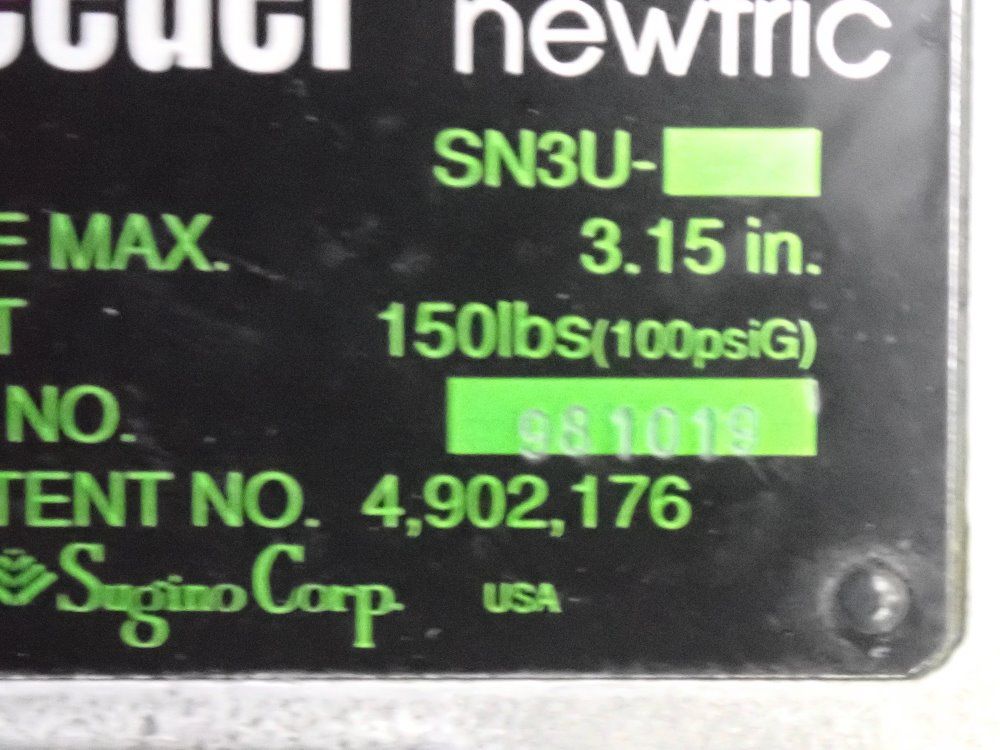 newtric
SN3U-
MAX. 3.15 in.
150lbs(100psiG)
NO. 981019
TENT NO. 4,902,176
Sugino Corp. USA